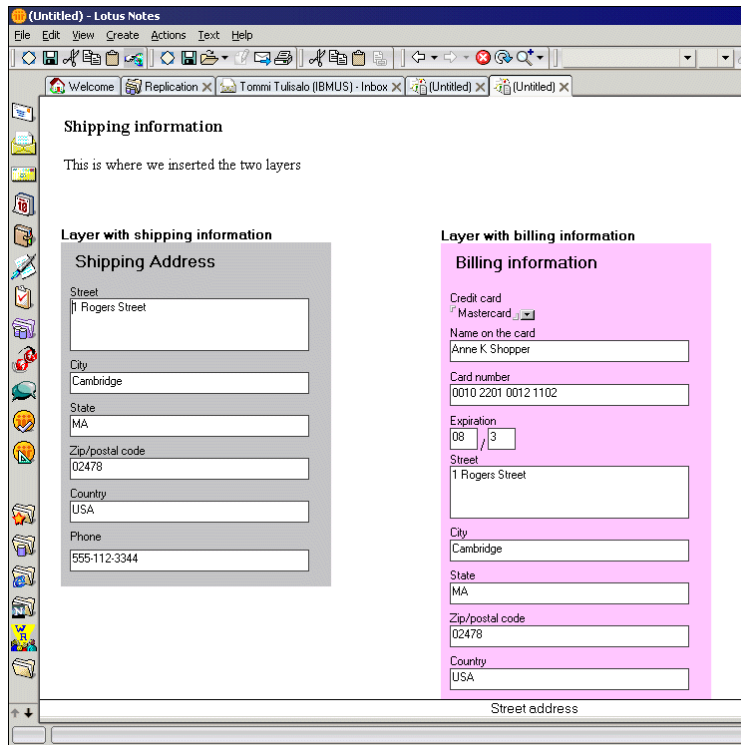 (Untitled) - Lotus Notes
File Edit View Create Actions Text Help
Welcome Replication Tommi Tulisalo (IBMUS) - Inbox (Untitled) (Untitled)
Shipping information
This is where we inserted the two layers
Layer with shipping information
Shipping Address
Street
1 Rogers Street
City
Cambridge
State
MA
Zip/postal code
02478
Country
USA
Phone
555-112-3344
Layer with billing information
Billing information
Credit card
Mastercard
Name on the card
Anne K Shopper
Card number
0010 2201 0012 1102
Expiration
08 / 3
Street
1 Rogers Street
City
Cambridge
State
MA
Zip/postal code
02478
Country
USA
Street address